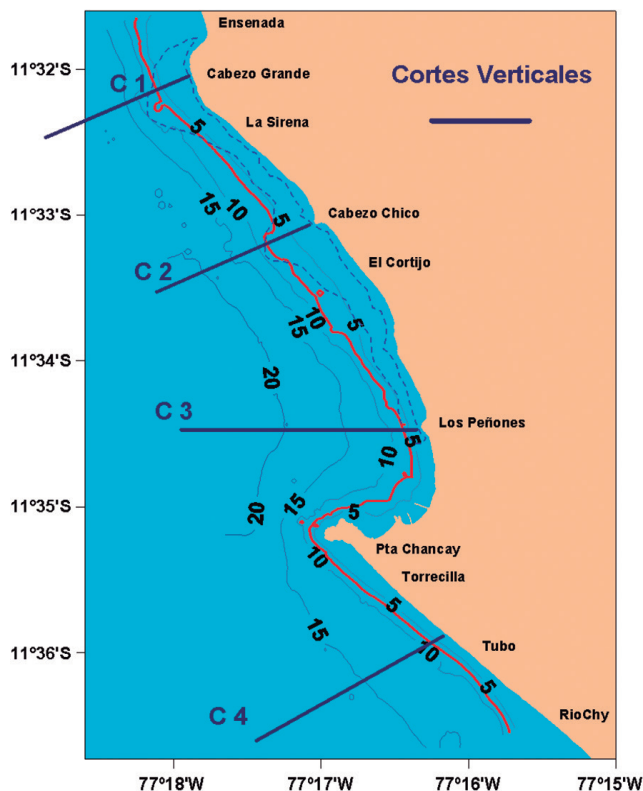 Ensenada
11°32'S
Cabezo Grande
Cortes Verticales
C 1
La Sirena
5
10
15
11°33'S
5
Cabezo Chico
C 2
El Cortijo
15
10
5
11°34'S
20
C 3
Los Peñones
5
10
15
20
5
11°35'S
Pta Chancay
10
Torrecilla
5
15
11°36'S
10
Tubo
5
C 4
RioChy
77°18'W
77°17'W
77°16'W
77°15'W